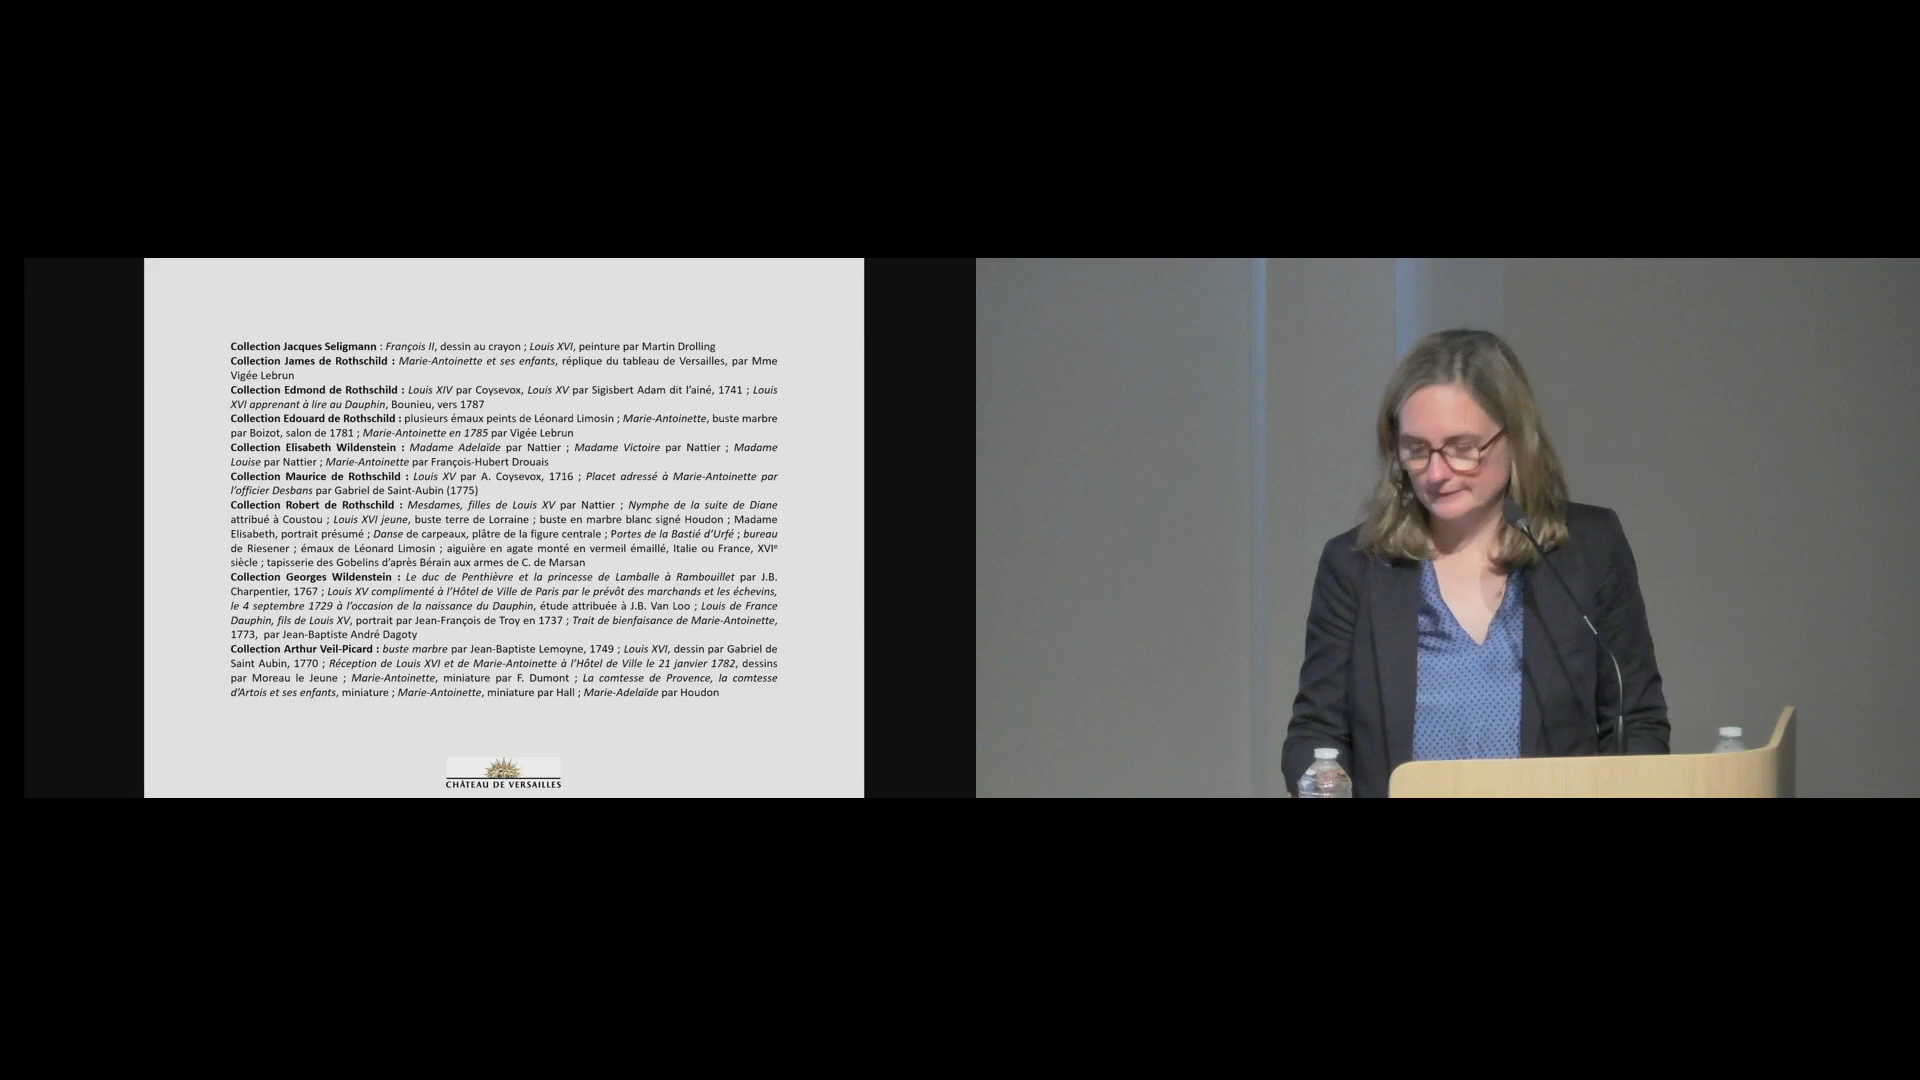 Collection Jacques Seligmann : François II, dessin au crayon ; Louis XVI, peinture par Martin Drolling
Collection James de Rothschild : Marie-Antoinette et ses enfants, réplique du tableau de Versailles, par Mme
Vigée Lebrun
Collection Edmond de Rothschild : Louis XIV par Coysevox, Louis XV par Sigisbert Adam dit l’ainé, 1741 ; Louis
XVI apprenant à lire au Dauphin, Bounieu, vers 1787
Collection Edouard de Rothschild : plusieurs émaux peints de Léonard Limosin ; Marie-Antoinette, buste marbre
par Boizot, salon de 1781 ; Marie-Antoinette en 1785 par Vigée Lebrun
Collection Elisabeth Wildenstein : Madame Adelaïde par Nattier ; Madame Victoire par Nattier ; Madame
Louise par Nattier ; Marie-Antoinette par François-Hubert Drouais
Collection Maurice de Rothschild : Louis XV par A. Coysevox, 1716 ; Placet adressé à Marie-Antoinette par
l’officier Desbans par Gabriel de Saint-Aubin (1775)
Collection Robert de Rothschild : Mesdames, filles de Louis XV par Nattier ; Nymphe de la suite de Diane
attribué à Coustou ; Louis XVI jeune, buste terre de Lorraine ; buste en marbre blanc signé Houdon ; Madame
Elisabeth, portrait présumé ; Danse de carpeaux, plâtre de la figure centrale ; Portes de la Bastié d’Urfé ; bureau
de Riesener ; émaux de Léonard Limosin ; aiguière en agate monté en vermeil émaillé, Italie ou France, XVIe
siècle ; tapisserie des Gobelins d’après Bérain aux armes de C. de Marsan
Collection Georges Wildenstein : Le duc de Penthièvre et la princesse de Lamballe à Rambouillet par J.B.
Charpentier, 1767 ; Louis XV complimenté à l’Hôtel de Ville de Paris par le prévôt des marchands et les échevins,
le 4 septembre 1729 à l’occasion de la naissance du Dauphin, étude attribuée à J.B. Van Loo ; Louis de France
Dauphin, fils de Louis XV, portrait par Jean-François de Troy en 1737 ; Trait de bienfaisance de Marie-Antoinette,
1773, par Jean-Baptiste André Dagoty
Collection Arthur Veil-Picard : buste marbre par Jean-Baptiste Lemoyne, 1749 ; Louis XVI, dessin par Gabriel de
Saint Aubin, 1770 ; Réception de Louis XVI et de Marie-Antoinette à l’Hôtel de Ville le 21 janvier 1782, dessins
par Moreau le Jeune ; Marie-Antoinette, miniature par F. Dumont ; La comtesse de Provence, la comtesse
d’Artois et ses enfants, miniature ; Marie-Antoinette, miniature par Hall ; Marie-Adelaïde par Houdon
CHÂTEAU DE VERSAILLES